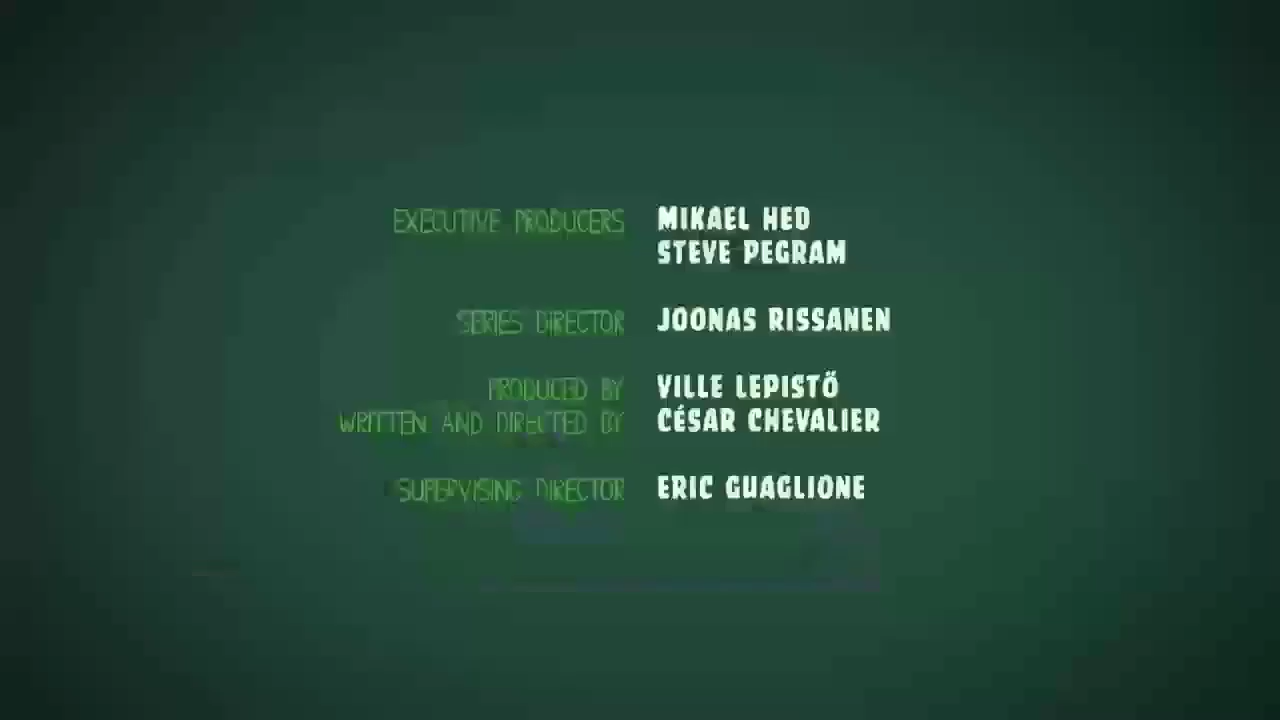 EXECUTIVE PRODUCERS MIKAEL HED
STEVE PEGRAM
SERIES DIRECTOR JOONAS RISSANEN
PRODUCED BY VILLE LEPISTÖ
WRITTEN AND DIRECTED BY CÉSAR CHEVALIER
SUPERVISING DIRECTOR ERIC GUAGLIONE